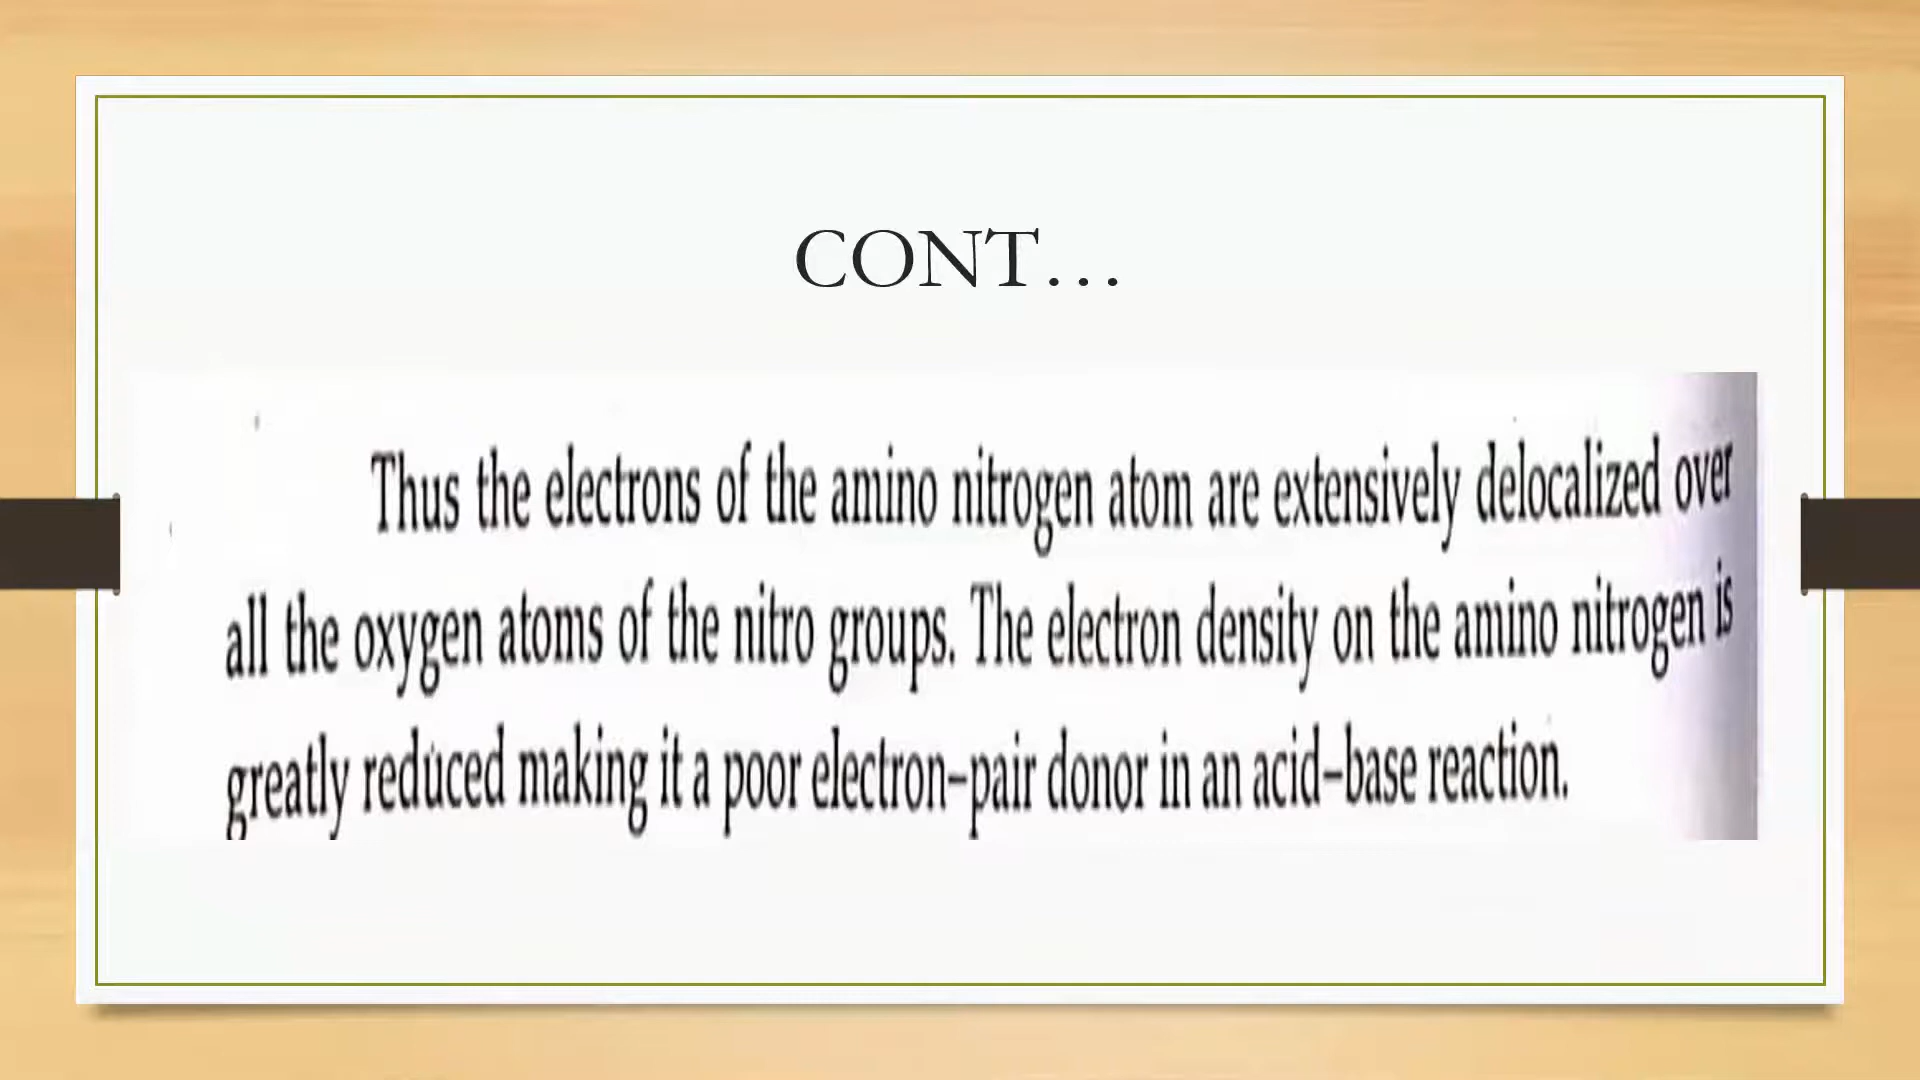 CONT…
Thus the electrons of the amino nitrogen atom are extensively delocalized over
all the oxygen atoms of the nitro groups. The electron density on the amino nitrogen is
greatly reduced making it a poor electron–pair donor in an acid–base reaction.